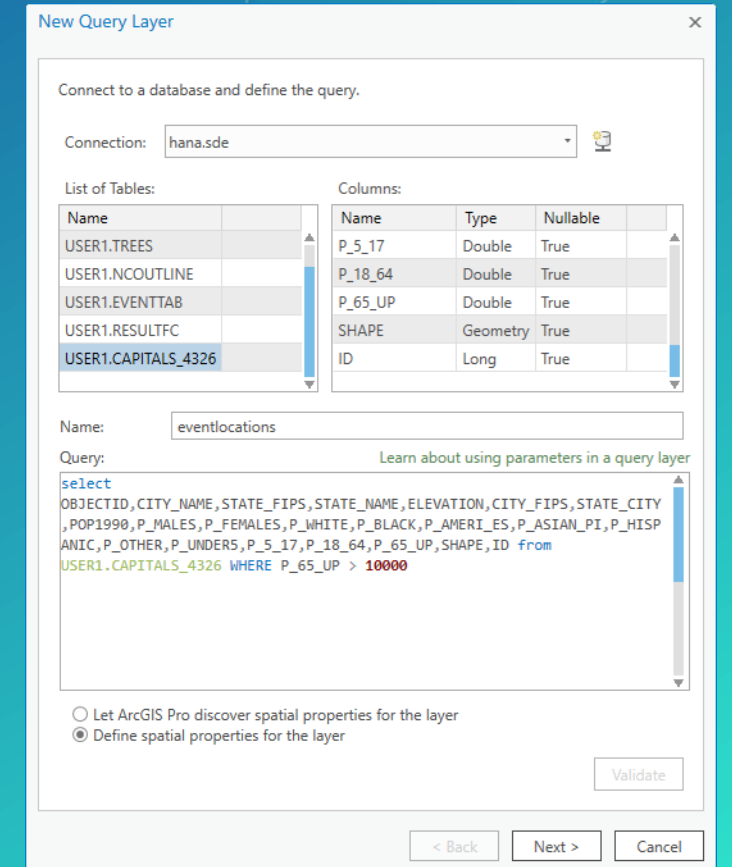 New Query Layer
Connect to a database and define the query.
Connection: hana.sde
List of Tables:
Name
USER1.TREES
USER1.NCOUTLINE
USER1.EVENTTAB
USER1.RESULTFC
USER1.CAPITALS_4326
Columns:
Name Type Nullable
P_5_17 Double True
P_18_64 Double True
P_65_UP Double True
SHAPE Geometry True
ID Long True
Name: eventlocations
Query: Learn about using parameters in a query layer
select
OBJECTID,CITY_NAME,STATE_FIPS,STATE_NAME,ELEVATION,CITY_FIPS,STATE_CITY
,POP1990,P_MALES,P_FEMALES,P_WHITE,P_BLACK,P_AMERI_ES,P_ASIAN_PI,P_HISP
ANIC,P_OTHER,P_UNDER5,P_5_17,P_18_64,P_65_UP,SHAPE,ID from
USER1.CAPITALS_4326 WHERE P_65_UP > 10000
Let ArcGIS Pro discover spatial properties for the layer
Define spatial properties for the layer
Validate
< Back Next > Cancel